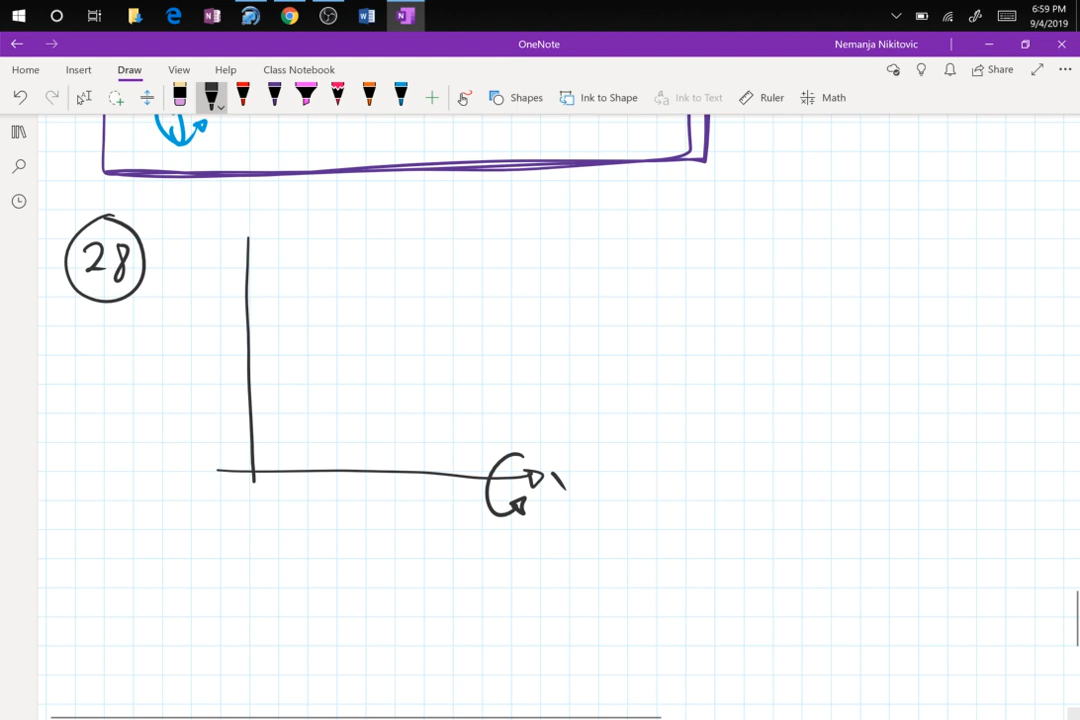 6:59 PM
9/4/2019
OneNote
Nemanja Nikitovic
Home Insert Draw View Help Class Notebook Share
Shapes Ink to Shape Ink to Text Ruler Math
28